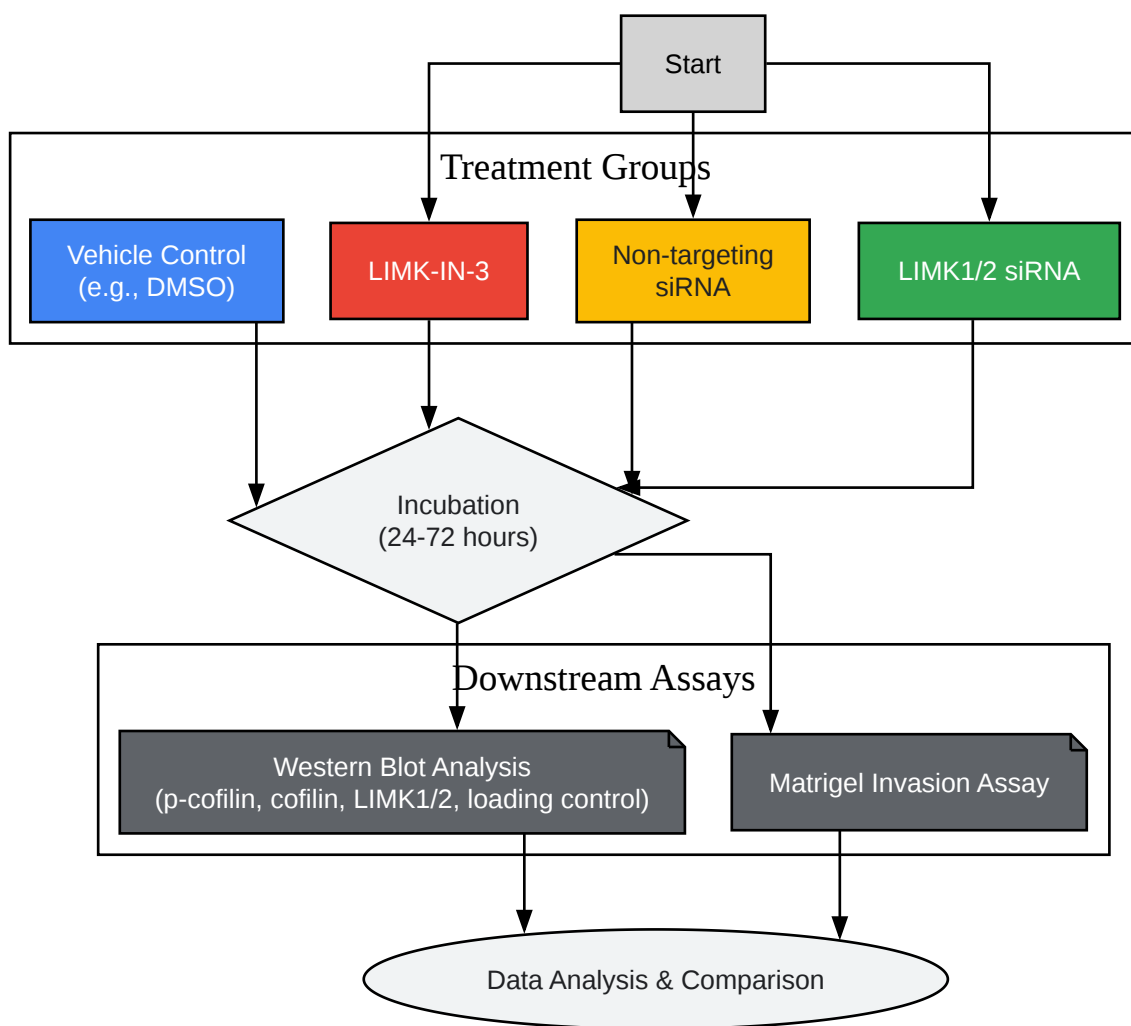 Start
Treatment Groups
Vehicle Control
(e.g., DMSO)
LIMK-IN-3
Non-targeting
siRNA
LIMK1/2 siRNA
Incubation
(24-72 hours)
Downstream Assays
Western Blot Analysis
(p-cofilin, cofilin, LIMK1/2, loading control)
Matrigel Invasion Assay
Data Analysis & Comparison